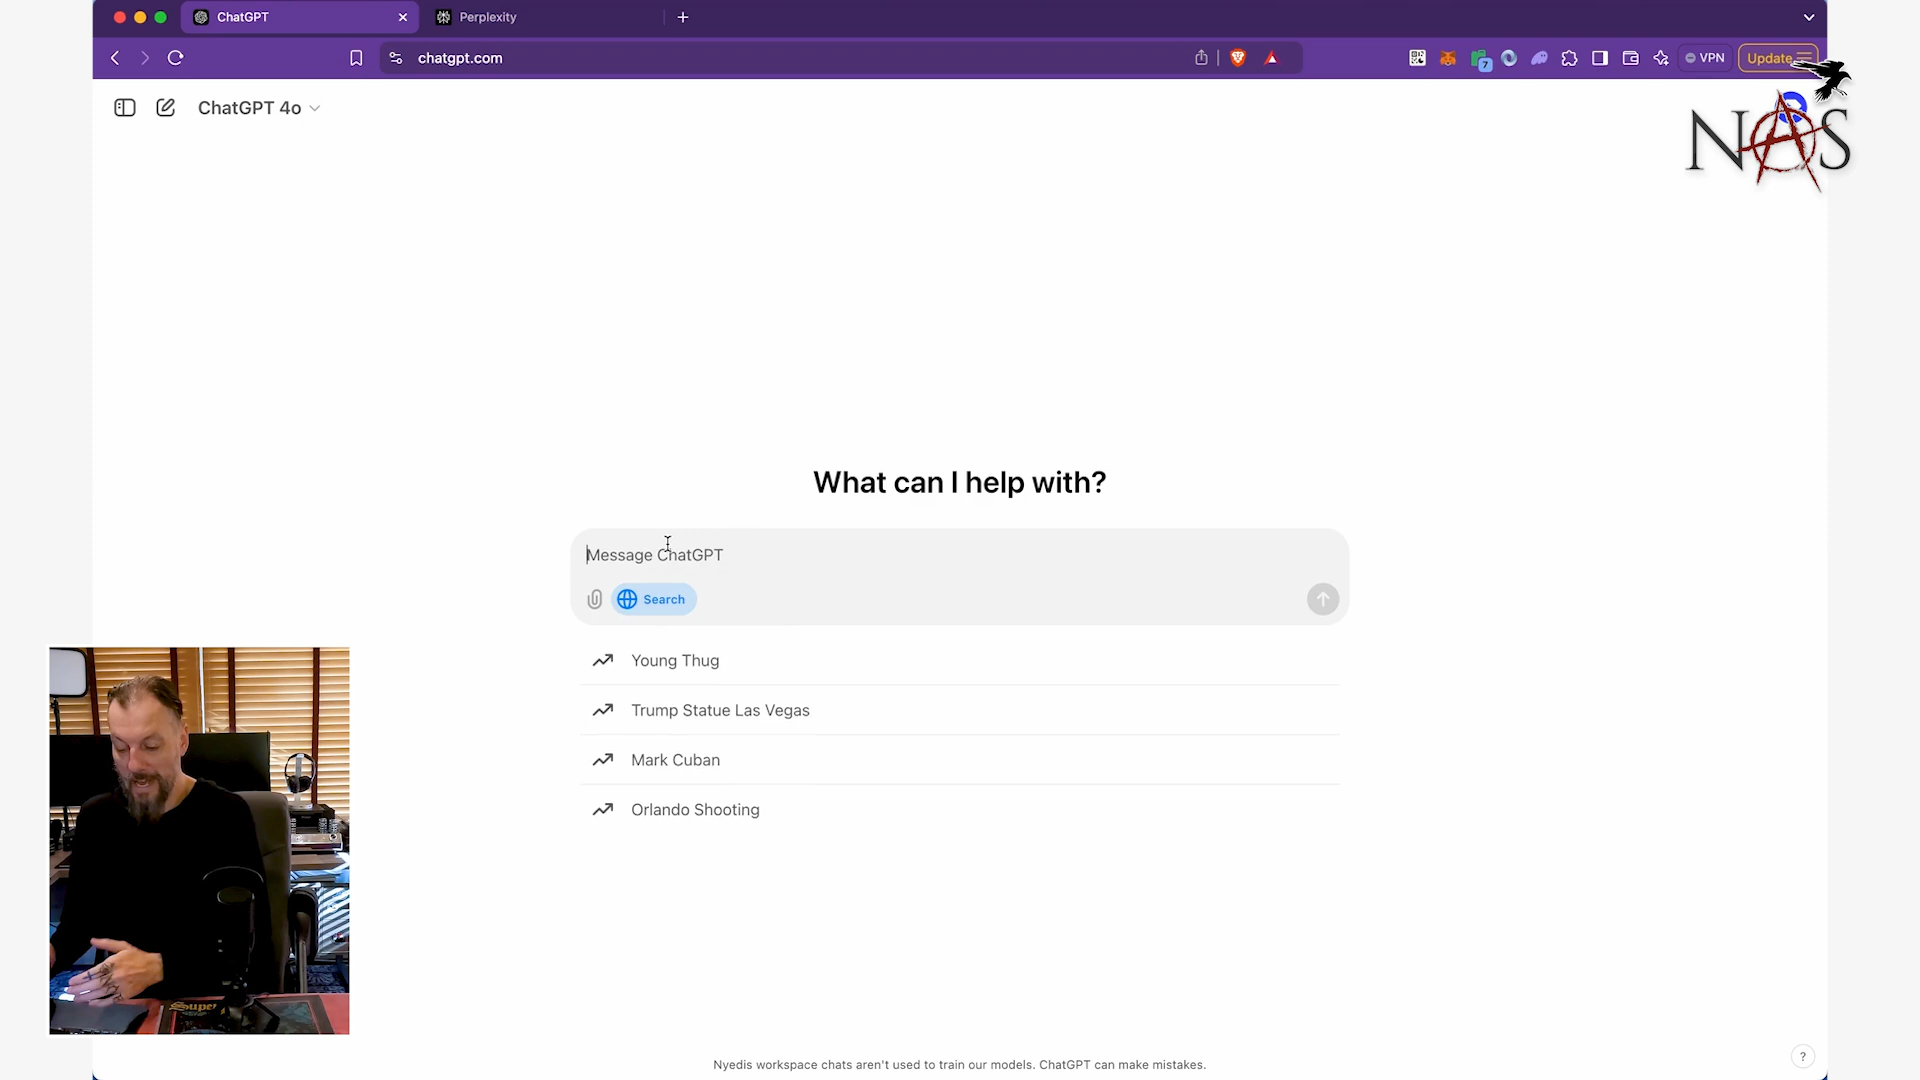 ChatGPT
Perplexity
chatgpt.com
7
VPN
Update
ChatGPT 4o
NAS
What can I help with?
Message ChatGPT
Search
Young Thug
Trump Statue Las Vegas
Mark Cuban
Orlando Shooting
Super
Nyedis workspace chats aren't used to train our models. ChatGPT can make mistakes.
?